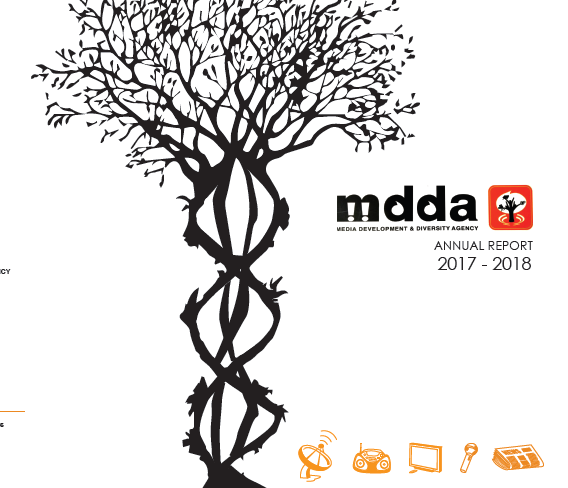 mdda
MEDIA DEVELOPMENT & DIVERSITY AGENCY
ANNUAL REPORT
2017 - 2018